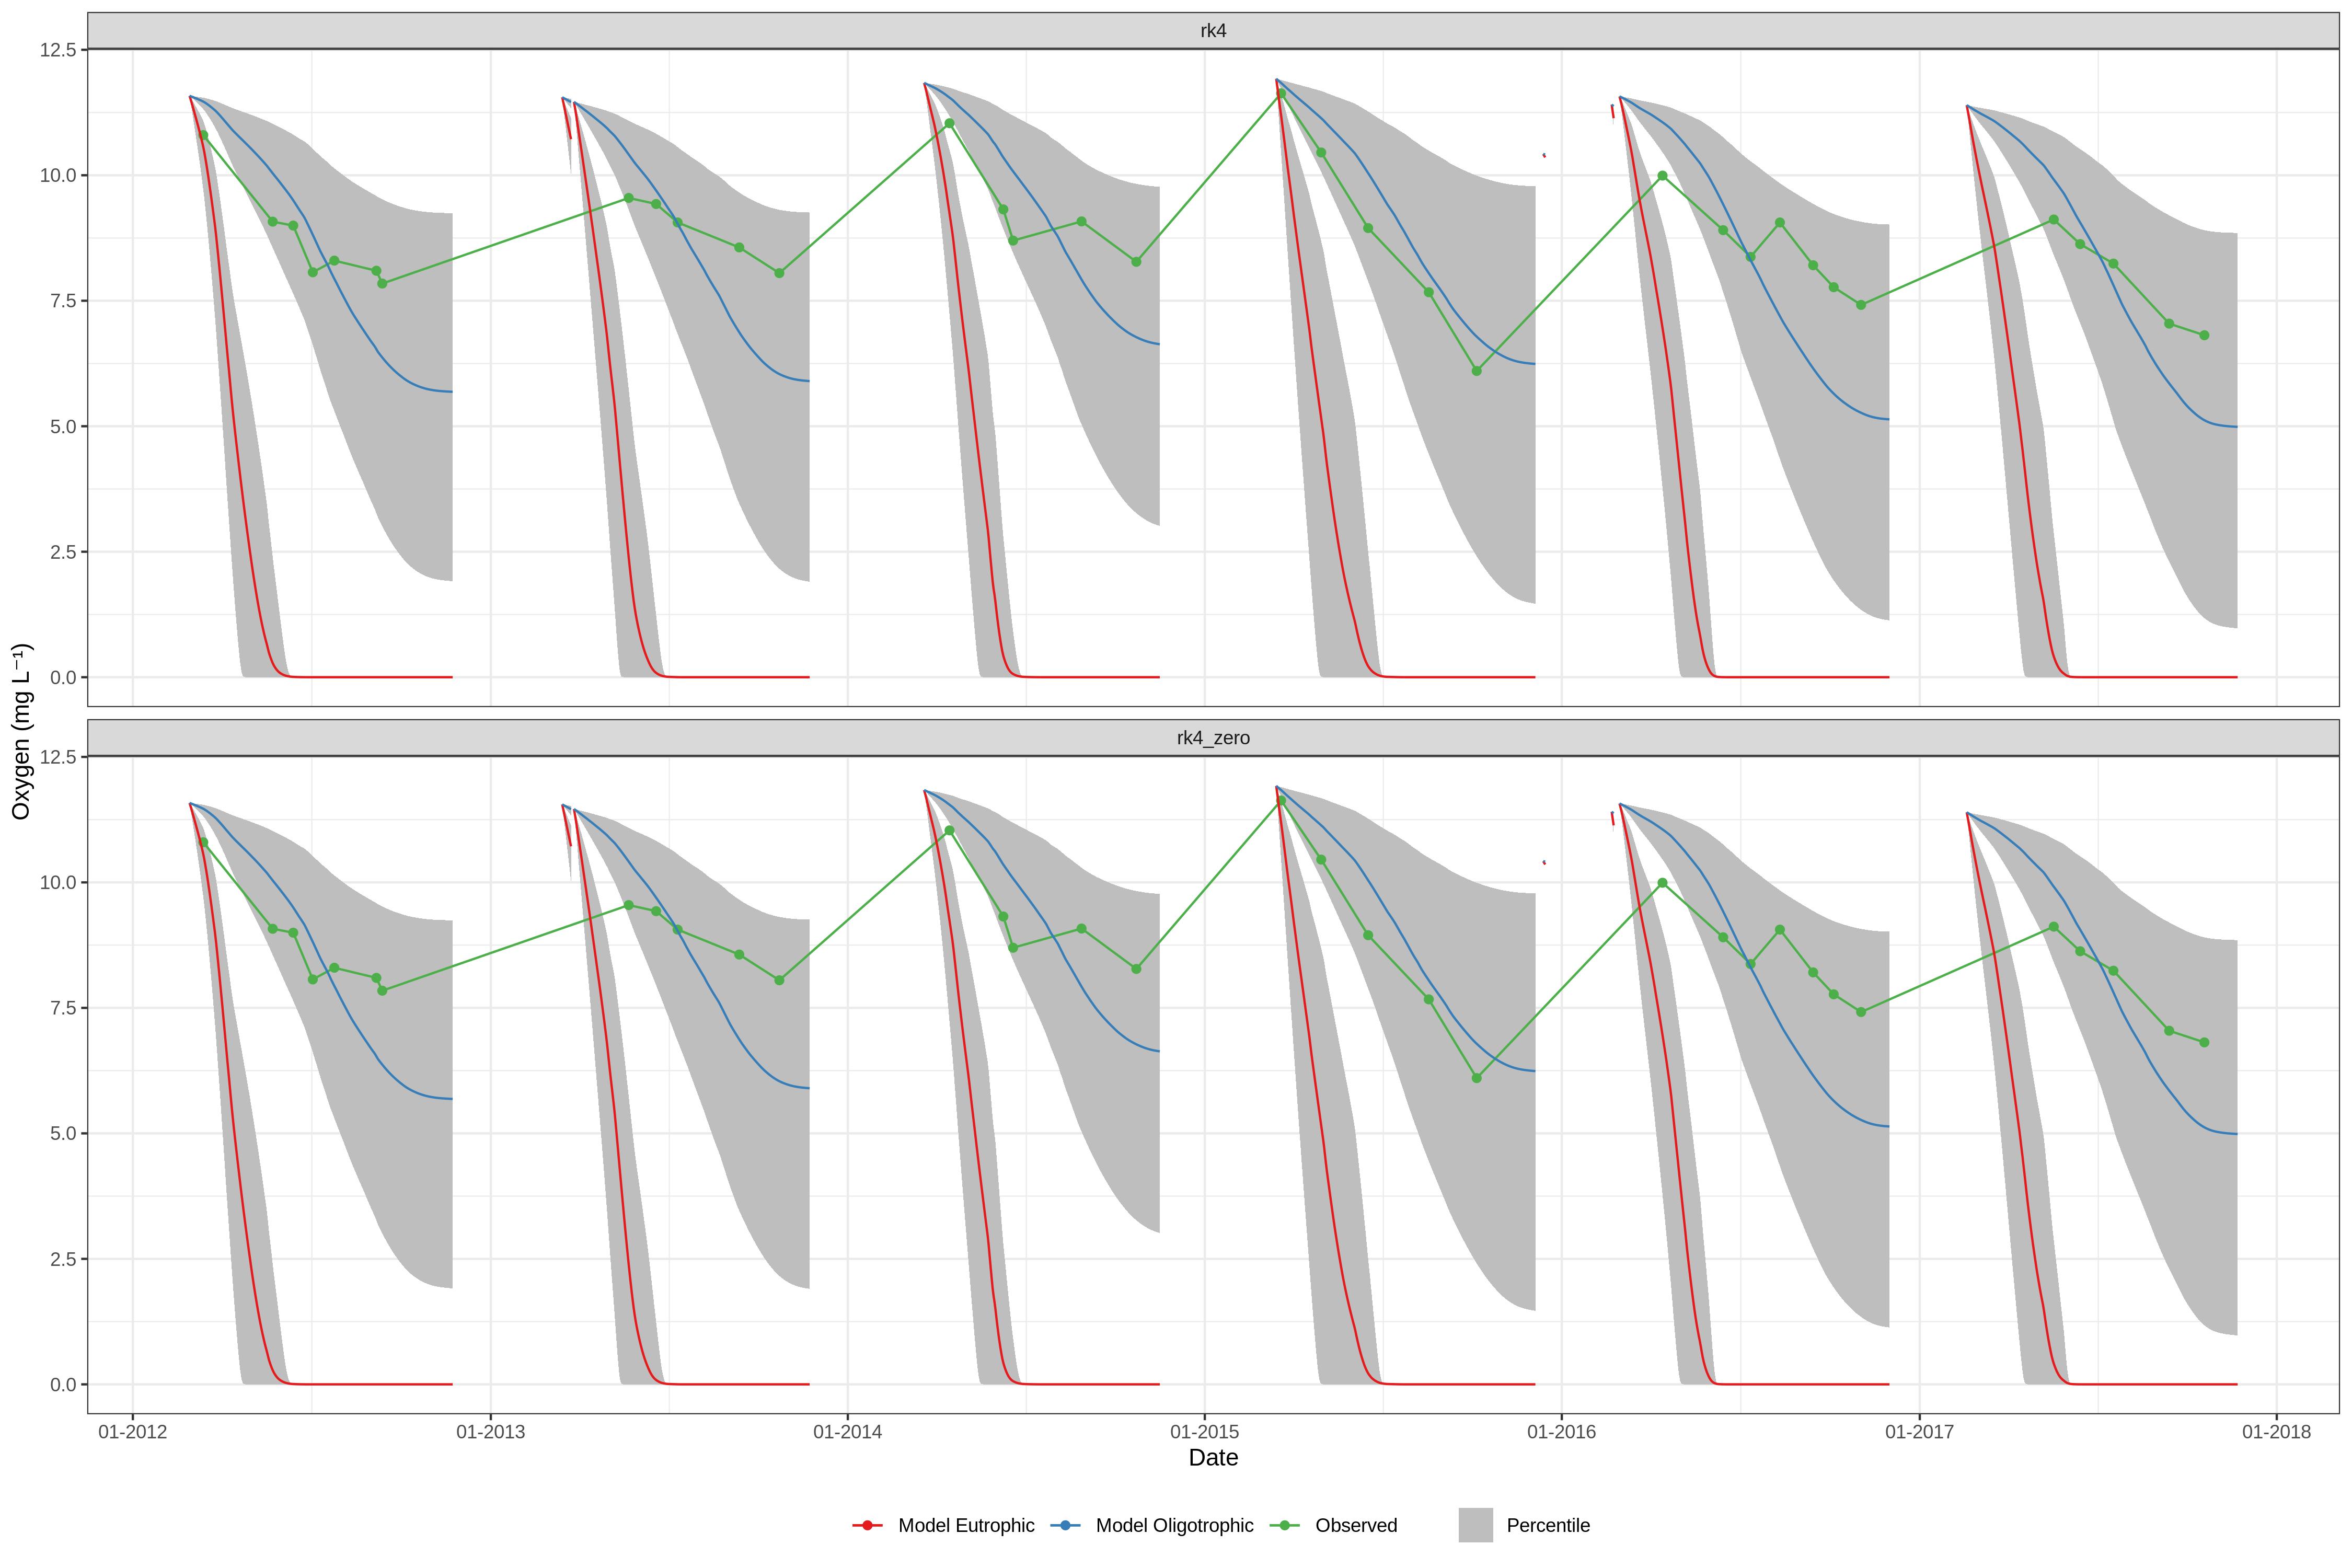 rk4
12.5
10.0
7.5
5.0
2.5
0.0
rk4_zero
12.5
10.0
7.5
5.0
2.5
0.0
Oxygen (mg L⁻¹)
01-2012 01-2013 01-2014 01-2015 01-2016 01-2017 01-2018
Date
Model Eutrophic Model Oligotrophic Observed Percentile